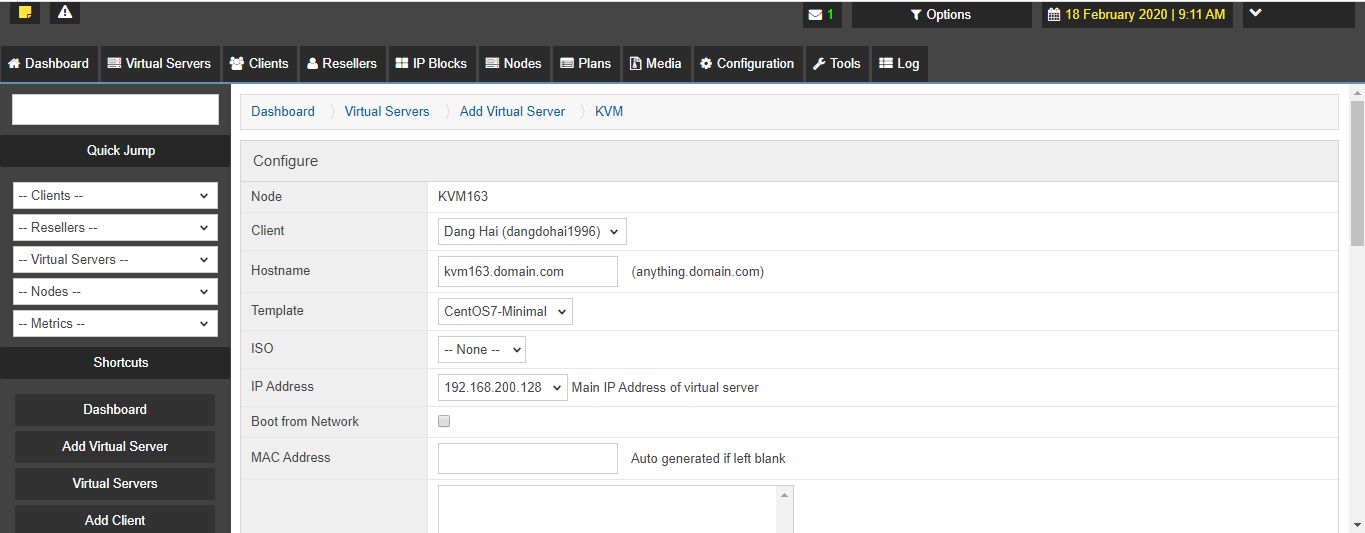 1 Options 18 February 2020 | 9:11 AM
Dashboard Virtual Servers Clients Resellers IP Blocks Nodes Plans Media Configuration Tools Log
Quick Jump
-- Clients --
-- Resellers --
-- Virtual Servers --
-- Nodes --
-- Metrics --
Shortcuts
Dashboard
Add Virtual Server
Virtual Servers
Add Client
Dashboard Virtual Servers Add Virtual Server KVM
Configure
Node KVM163
Client Dang Hai (dangdohai1996)
Hostname kvm163.domain.com (anything.domain.com)
Template CentOS7-Minimal
ISO -- None --
IP Address 192.168.200.128 Main IP Address of virtual server
Boot from Network
MAC Address Auto generated if left blank